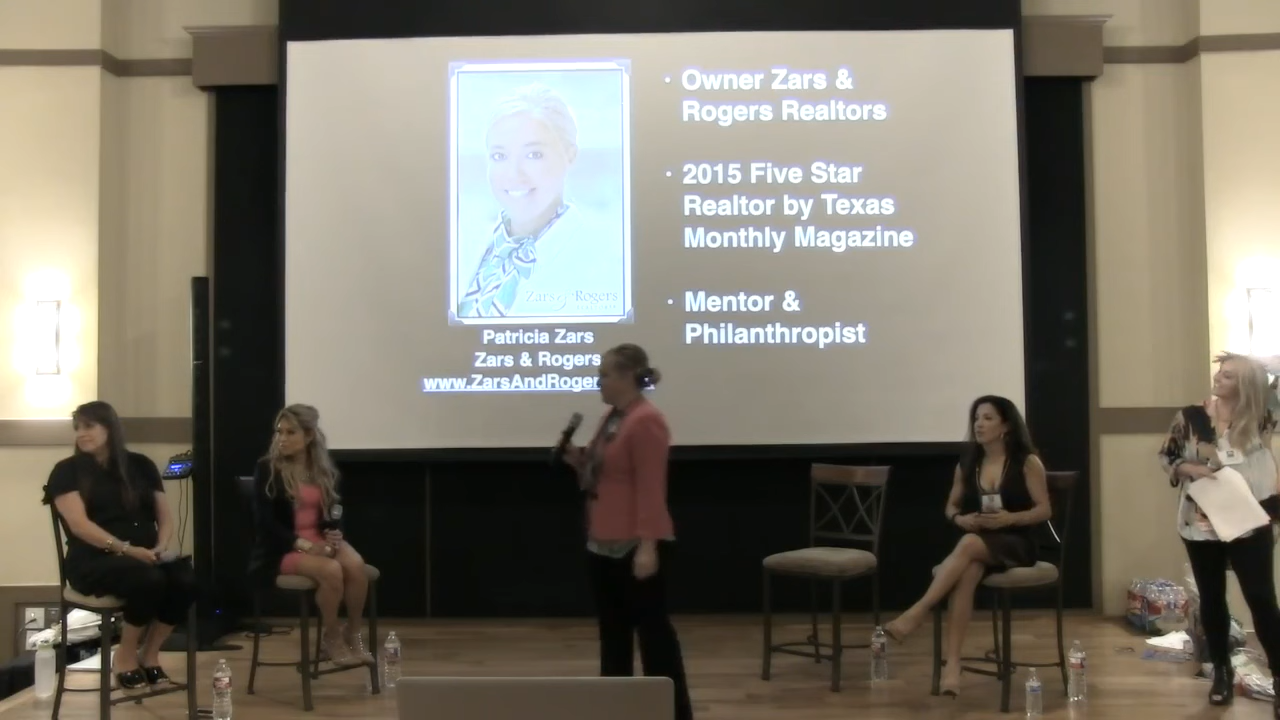 · Owner Zars &
Rogers Realtors
· 2015 Five Star
Realtor by Texas
Monthly Magazine
· Mentor &
Philanthropist
Zars & Rogers
Patricia Zars
Zars & Rogers
www.ZarsAndRoger